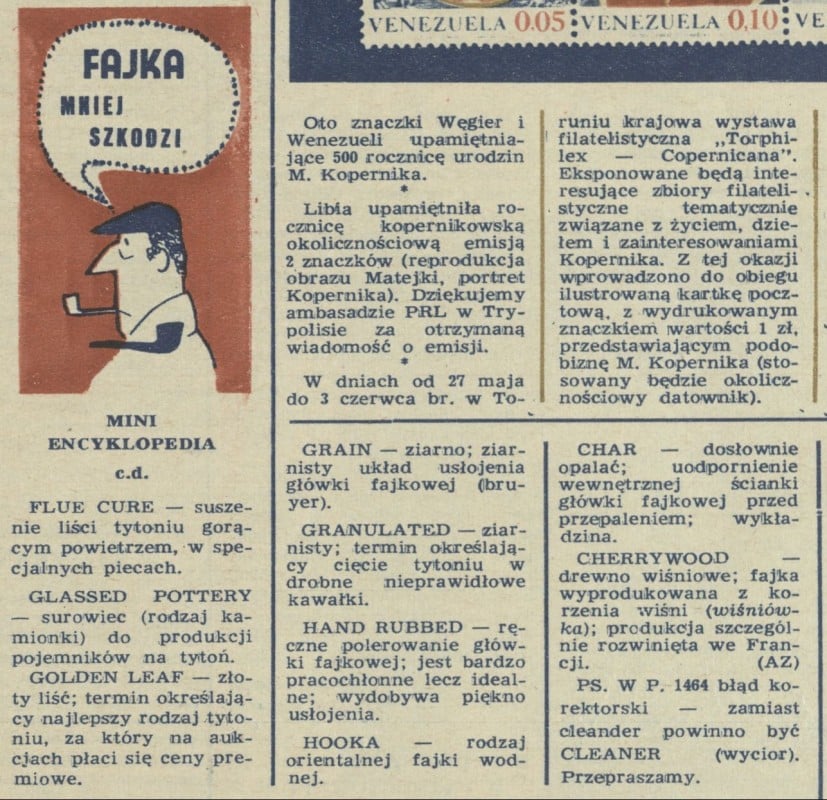 VENEZUELA 0.05
VENEZUELA 0,10
VE
FAJKA
MNIEJ
SZKODZI
Oto znaczki Węgier i
Wenezueli upamiętnia-
jące 500 rocznicę urodzin
M. Kopernika.
*
Libia upamiętniła ro-
cznicę kopernikowską
okolicznościową emisją
2 znaczków (reprodukcja
obrazu Matejki, portret
Kopernika). Dziękujemy
ambasadzie PRL w Try-
polisie za otrzymaną
wiadomość o emisji.
*
W dniach od 27 maja
do 3 czerwca br. w To-
runiu krajowa wystawa
filatelistyczna „Torphi-
lex — Copernicana”.
Eksponowane będą inte-
resujące zbiory filateli-
styczne tematycznie
związane z życiem, dzie-
łem i zainteresowaniami
Kopernika. Z tej okazji
wprowadzono do obiegu
ilustrowaną kartkę pocz-
tową, z wydrukowanym
znaczkiem wartości 1 zł,
przedstawiającym podo-
biznę M. Kopernika (sto-
sowany będzie okolicz-
nościowy datownik).
MINI
ENCYKLOPEDIA
c.d.
FLUE CURE — susze-
nie liści tytoniu gorą-
cym powietrzem, w spe-
cjalnych piecach.
GLASSED POTTERY
— surowiec (rodzaj ka-
mionki) do produkcji
pojemników na tytoń.
GOLDEN LEAF — zło-
ty liść; termin określają-
cy najlepszy rodzaj tyto-
niu, za który na auk-
cjach płaci się ceny pre-
miowe.
GRAIN — ziarno; ziar-
nisty układ usłojenia
główki fajkowej (bru-
yer).
GRANULATED — ziar-
nisty; termin określają-
cy cięcie tytoniu w
drobne nieprawidłowe
kawałki.
HAND RUBBED — rę-
czne polerowanie głów-
ki fajkowej; jest bardzo
pracochłonne lecz ideal-
ne; wydobywa piękno
usłojenia.
HOOKA — rodzaj
orientalnej fajki wod-
nej.
CHAR — dosłownie
opalać; uodpornienie
wewnętrznej ścianki
główki fajkowej przed
przepaleniem; wykła-
dzina.
CHERRYWOOD —
drewno wiśniowe; fajka
wyprodukowana z ko-
rzenia wiśni (wiśniów-
ka); produkcja szczegól-
nie rozwinięta we Fran-
cji. (AZ)
PS. W P. 1464 błąd ko-
rektorski — zamiast
cleander powinno być
CLEANER (wycior).
Przepraszamy.